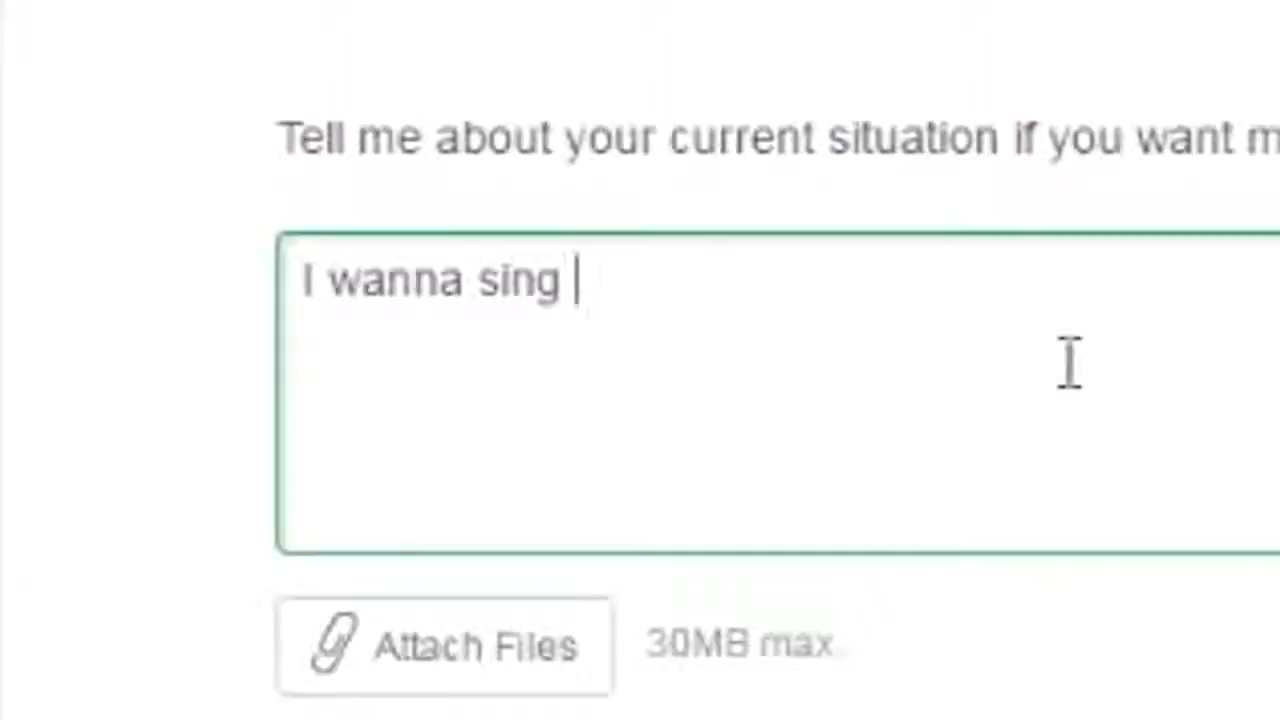 Tell me about your current situation if you want
I wanna sing
Attach Files
30MB max.